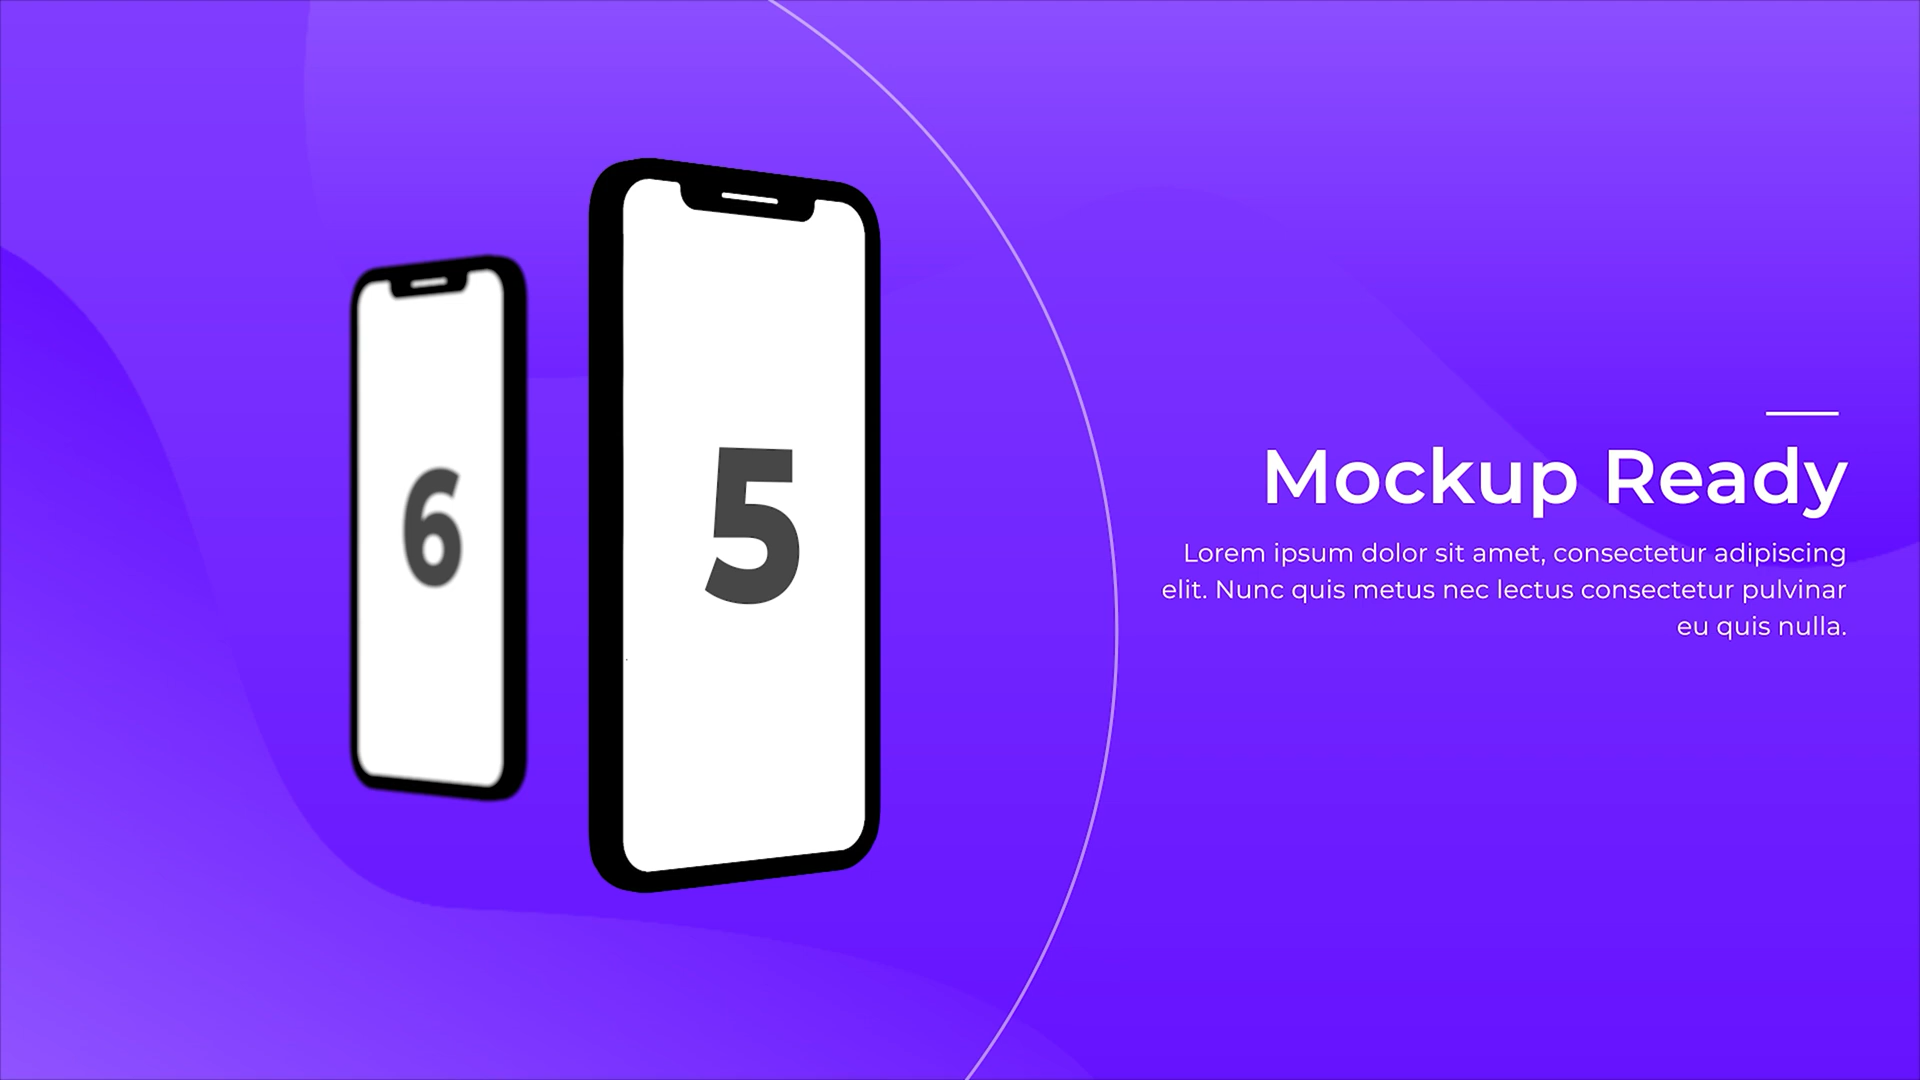 6
5
Mockup Ready
Lorem ipsum dolor sit amet, consectetur adipiscing
elit. Nunc quis metus nec lectus consectetur pulvinar
eu quis nulla.